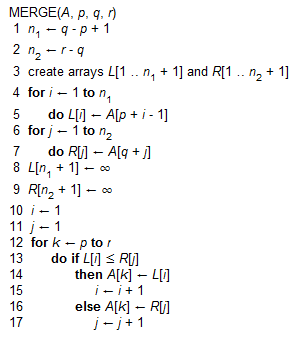 MERGE(A, p, q, r)
1 n₁ ← q - p + 1
2 n₂ ← r - q
3 create arrays L[1 .. n₁ + 1] and R[1 .. n₂ + 1]
4 for i ← 1 to n₁
5 do L[i] ← A[p + i - 1]
6 for j ← 1 to n₂
7 do R[j] ← A[q + j]
8 L[n₁ + 1] ← ∞
9 R[n₂ + 1] ← ∞
10 i ← 1
11 j ← 1
12 for k ← p to r
13 do if L[i] ≤ R[j]
14 then A[k] ← L[i]
15 i ← i + 1
16 else A[k] ← R[j]
17 j ← j + 1